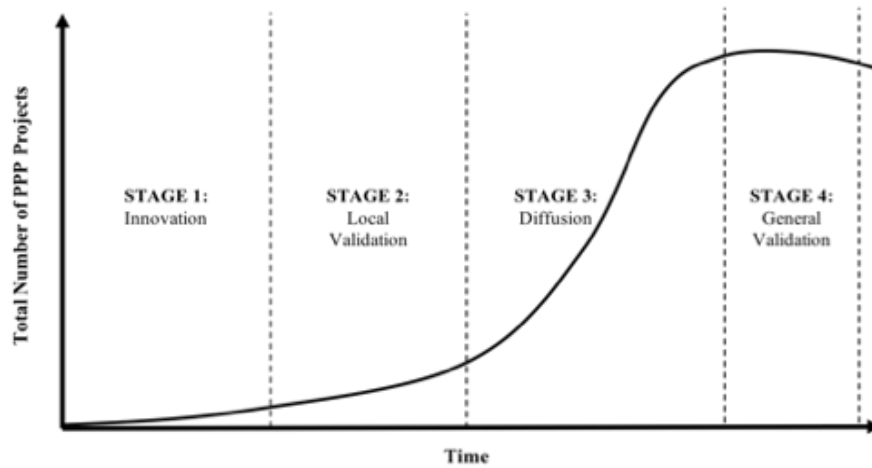 Total Number of PPP Projects
STAGE 1:
Innovation
STAGE 2:
Local
Validation
STAGE 3:
Diffusion
STAGE 4:
General
Validation
Time